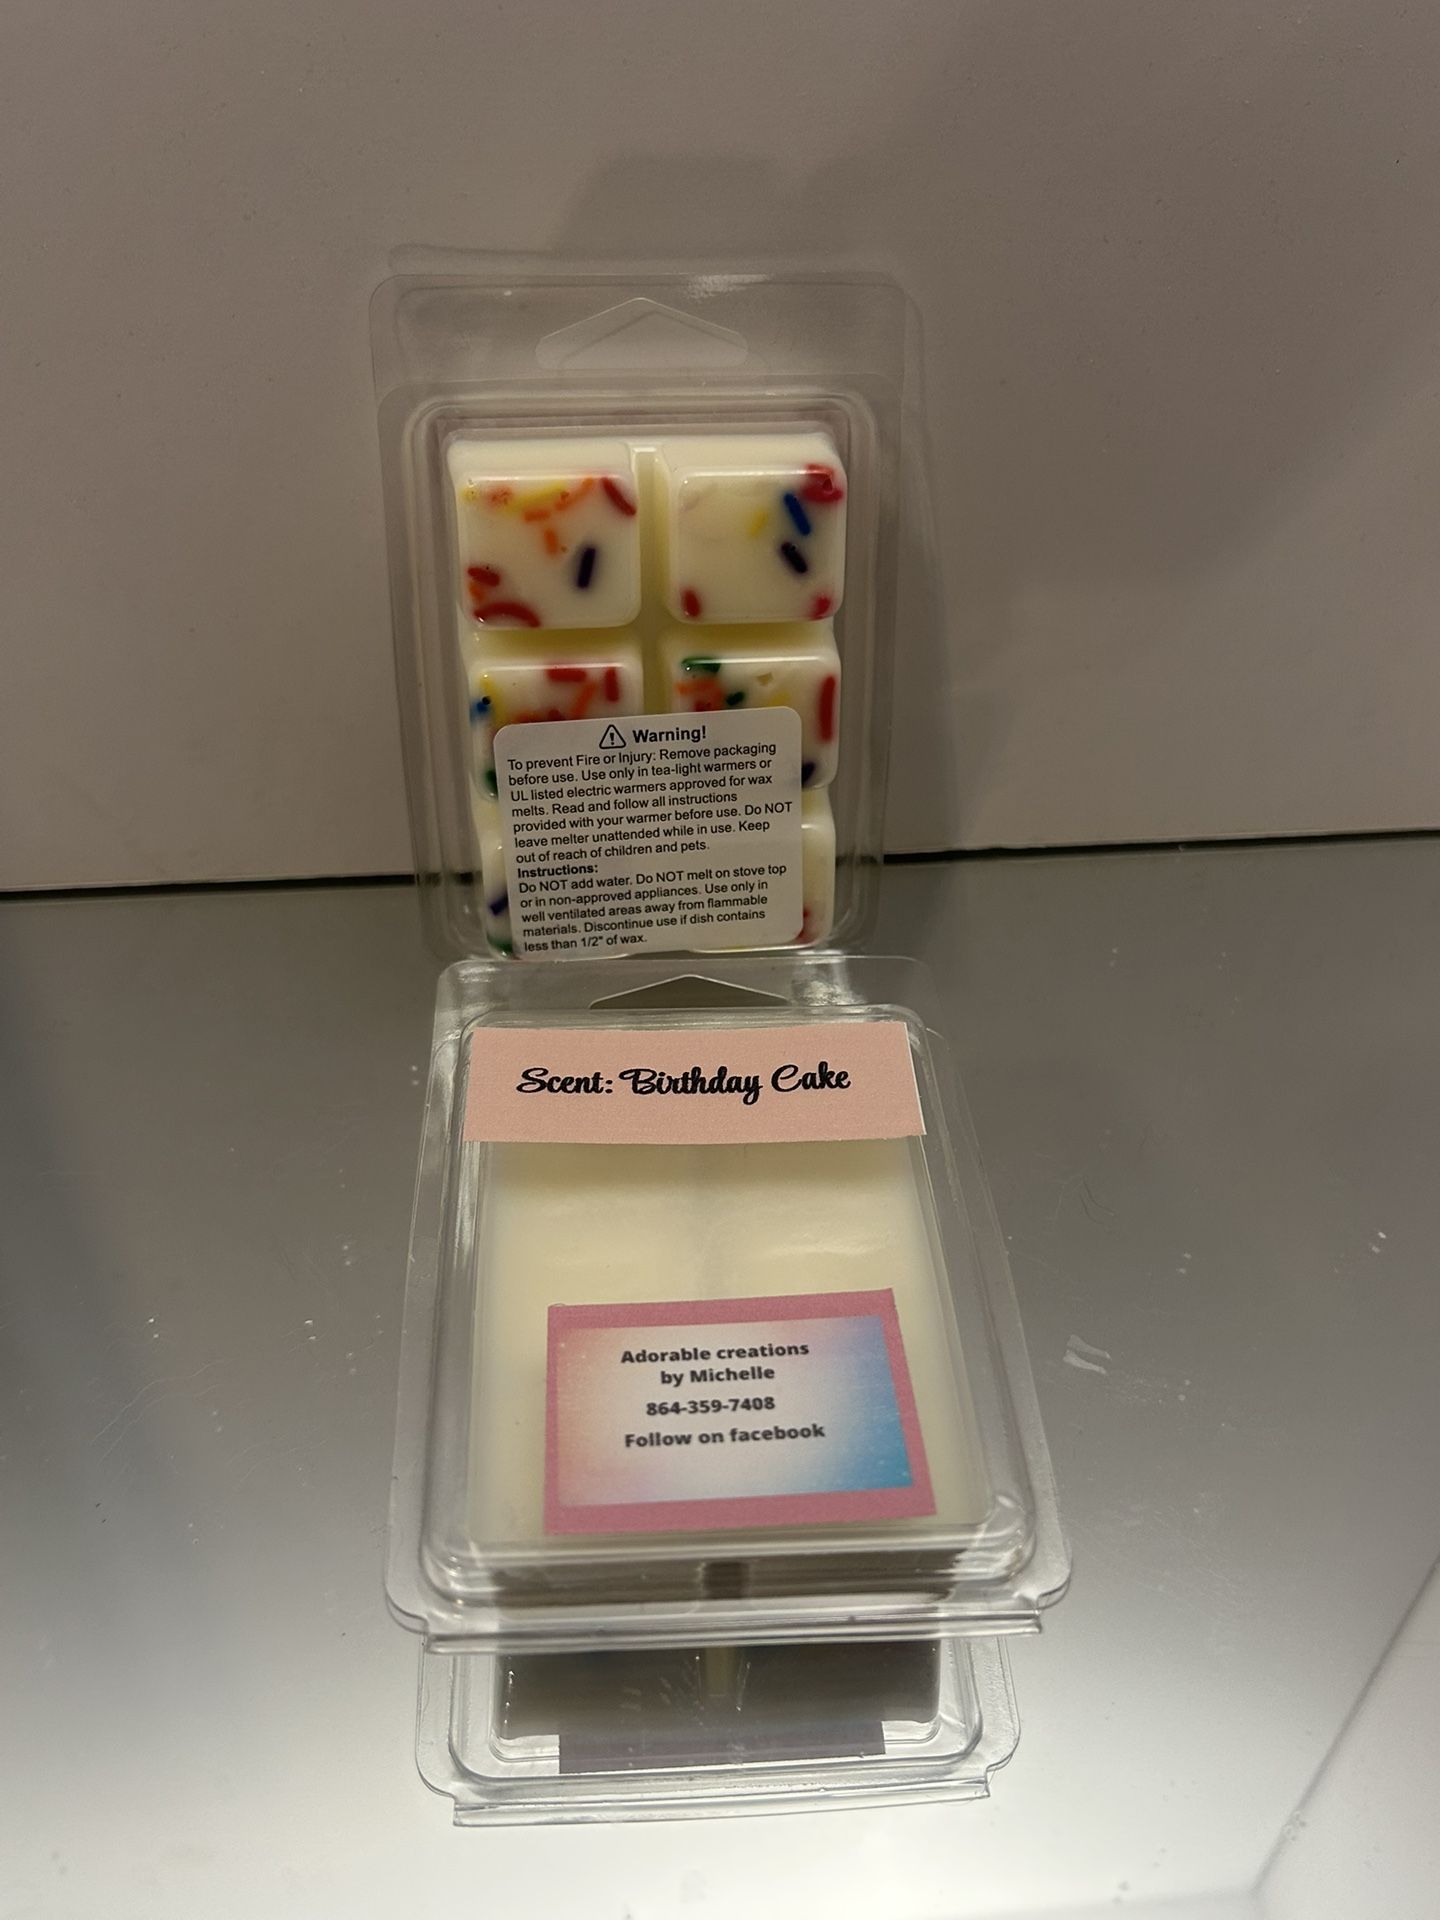 Warning!
To prevent Fire or Injury: Remove packaging
before use. Use only in tea-light warmers or
UL listed electric warmers approved for wax
melts. Read and follow all instructions
provided with your warmer before use. Do NOT
leave melter unattended while in use. Keep
out of reach of children and pets.
Instructions:
Do NOT add water. Do NOT melt on stove top
or in non-approved appliances. Use only in
well ventilated areas away from flammable
materials. Discontinue use if dish contains
less than 1/2" of wax.
Scent: Birthday Cake
Adorable creations
by Michelle
864-359-7408
Follow on facebook